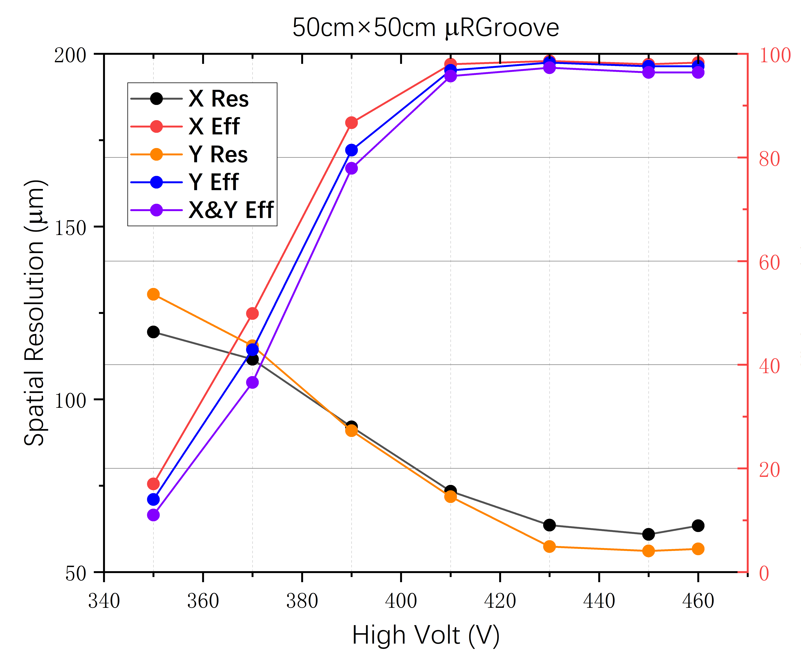 50cm×50cm μRGroove
200
150
100
50
Spatial Resolution (μm)
X Res
X Eff
Y Res
Y Eff
X&Y Eff
100
80
60
40
20
0
340 360 380 400 420 440 460
High Volt (V)